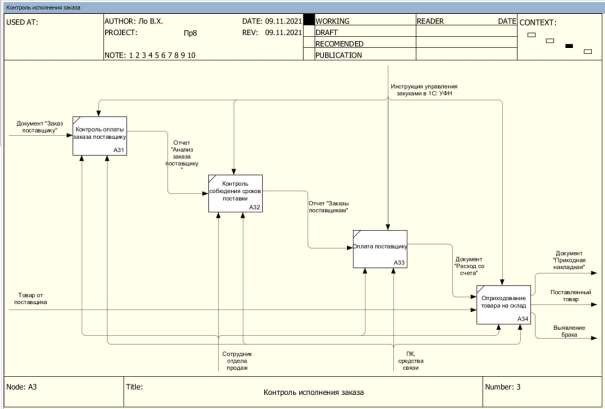 Контроль исполнения заказа
USED AT:
AUTHOR: Ло В.Х.
DATE: 09.11.2021
WORKING
READER
DATE
CONTEXT:
PROJECT: Пр8
REV: 09.11.2021
DRAFT
RECOMENDED
NOTE: 1 2 3 4 5 6 7 8 9 10
PUBLICATION
Инструкция управления
закуками в 1С: УФН
Документ "Заказ
поставщику"
Контроль оплаты
заказа поставщику
A31
Отчет
"Анализ
заказа
поставщику
"
Контроль
соблюдения сроков
поставки
A32
Отчет "Заказы
поставщикам"
Оплата поставщику
A33
Документ
"Расход со
счета"
Документ
"Приходная
накладная"
Товар от
поставщика
Оприходование
товара на склад
A34
Поставленный
товар
Выявление
брака
Сотрудник
отдела
продаж
ПК,
средства
связи
Node: A3
Title:
Контроль исполнения заказа
Number: 3